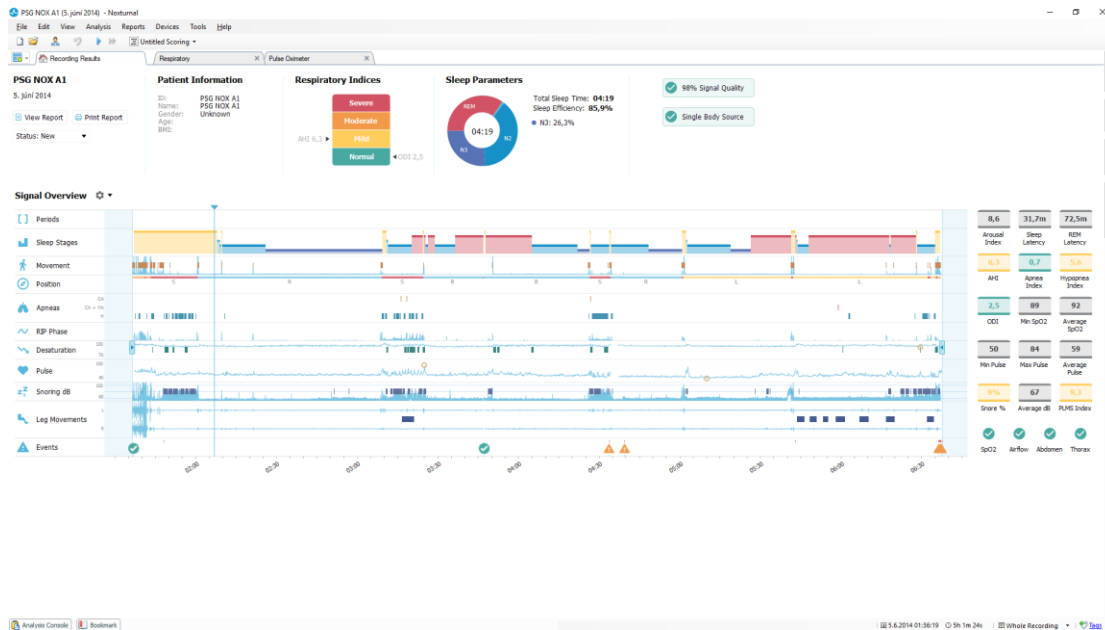 PSG NOX A1 (5. júní 2014) - Noxturnal
File Edit View Analysis Reports Devices Tools Help
Untitled Scoring
Recording Results Respiratory Pulse Oximeter
PSG NOX A1
5. júní 2014
View Report Print Report
Status: New
Patient Information
ID: PSG NOX A1
Name: PSG NOX A1
Gender: Unknown
Age:
BMI:
Respiratory Indices
Severe
Moderate
AHI 6,3 Mild
Normal ODI 2,5
Sleep Parameters
REM
04:19
N2
N3
Total Sleep Time: 04:19
Sleep Efficiency: 85,9%
N3: 26,3%
98% Signal Quality
Single Body Source
Signal Overview
Periods
Sleep Stages
Movement
Position
S B S B B S B L L
Apneas
RIP Phase
Desaturation
100
Pulse
100
40
Snoring dB
100
Leg Movements
L
Events
02:00 02:30 03:00 03:30 04:00 04:30 05:00 05:30 06:00 06:30
8,6 31,7m 72,5m
Arousal Index Sleep Latency REM Latency
6,3 0,7 5,6
AHI Apnea Index Hypopnea Index
2,5 89 92
ODI Min SpO2 Average SpO2
50 84 59
Min Pulse Max Pulse Average Pulse
9% 67 9,3
Snore % Average dB PLMS Index
SpO2 Airflow Abdomen Thorax
Analysis Console Bookmark
5.6.2014 01:36:19 5h 1m 24s Whole Recording Tags